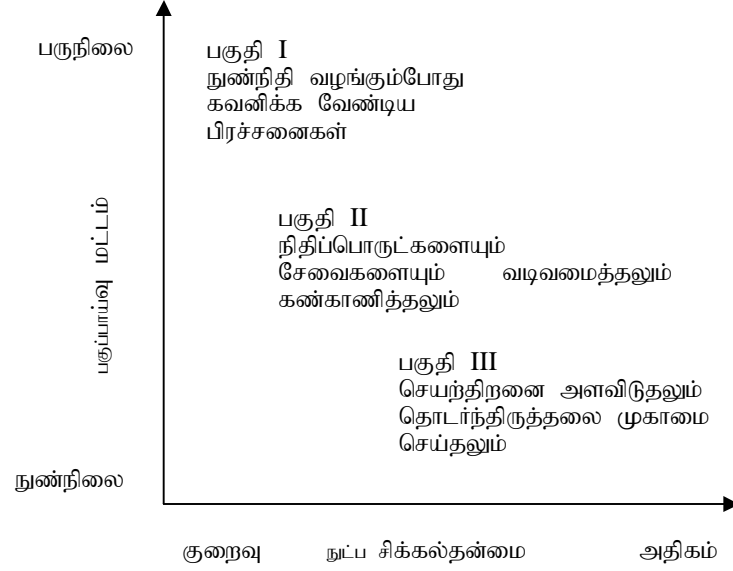 பருநிலை
பகுதி I
நுண்நிதி வழங்கும்போது
கவனிக்க வேண்டிய
பிரச்சனைகள்
பகுப்பாய்வு மட்டம்
பகுதி II
நிதிப்பொருட்களையும்
சேவைகளையும் வடிவமைத்தலும்
கண்காணித்தலும்
பகுதி III
செயற்திறனை அளவிடுதலும்
தொடர்ந்திருத்தலை முகாமை
செய்தலும்
நுண்நிலை
குறைவு நுட்ப சிக்கல்தன்மை அதிகம்